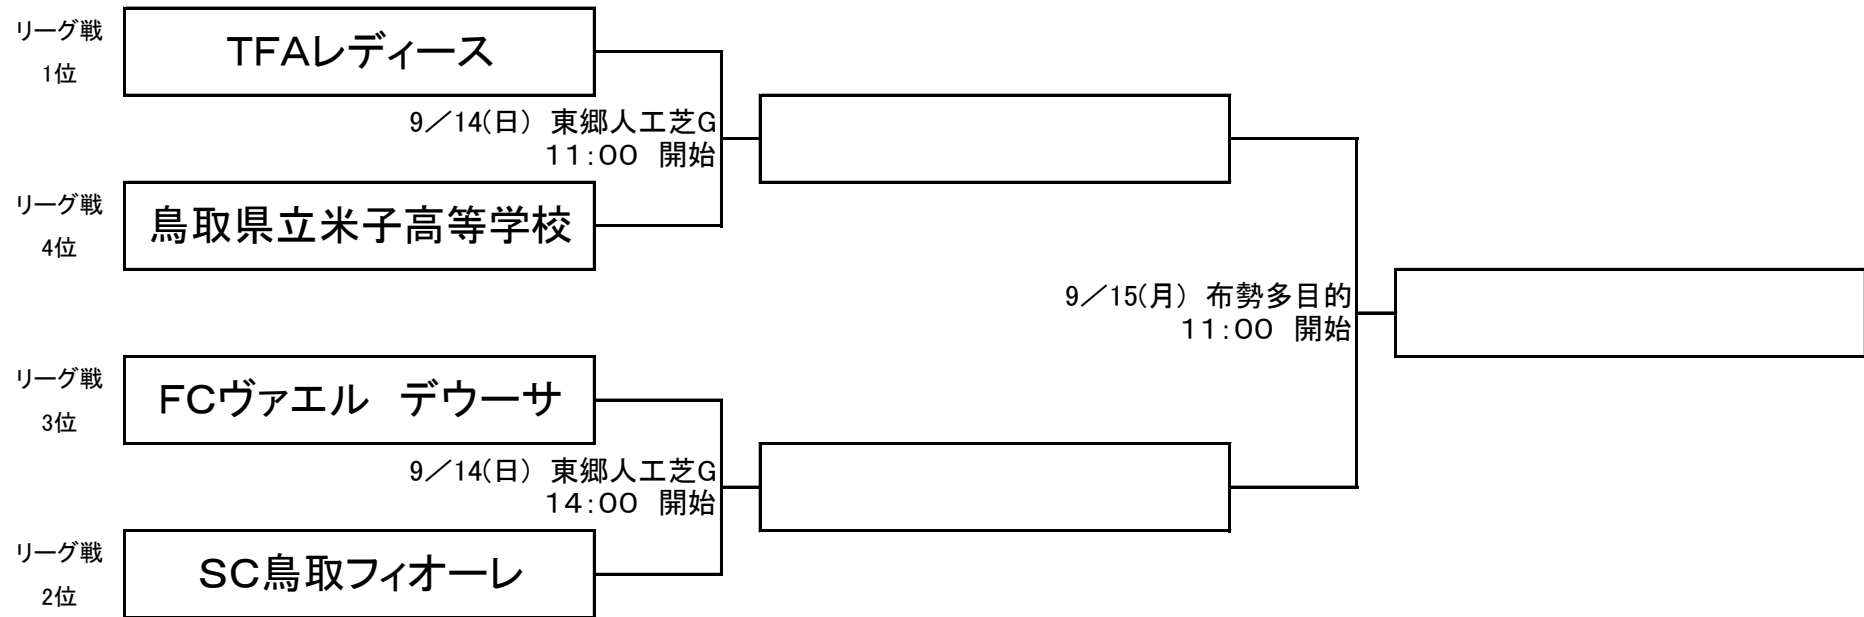 リーグ戦
1位
TFAレディース
9／14(日) 東郷人工芝G
11:00 開始
リーグ戦
4位
鳥取県立米子高等学校
9／15(月) 布勢多目的
11:00 開始
リーグ戦
3位
FCヴァエル デウーサ
9／14(日) 東郷人工芝G
14:00 開始
リーグ戦
2位
SC鳥取フィオーレ